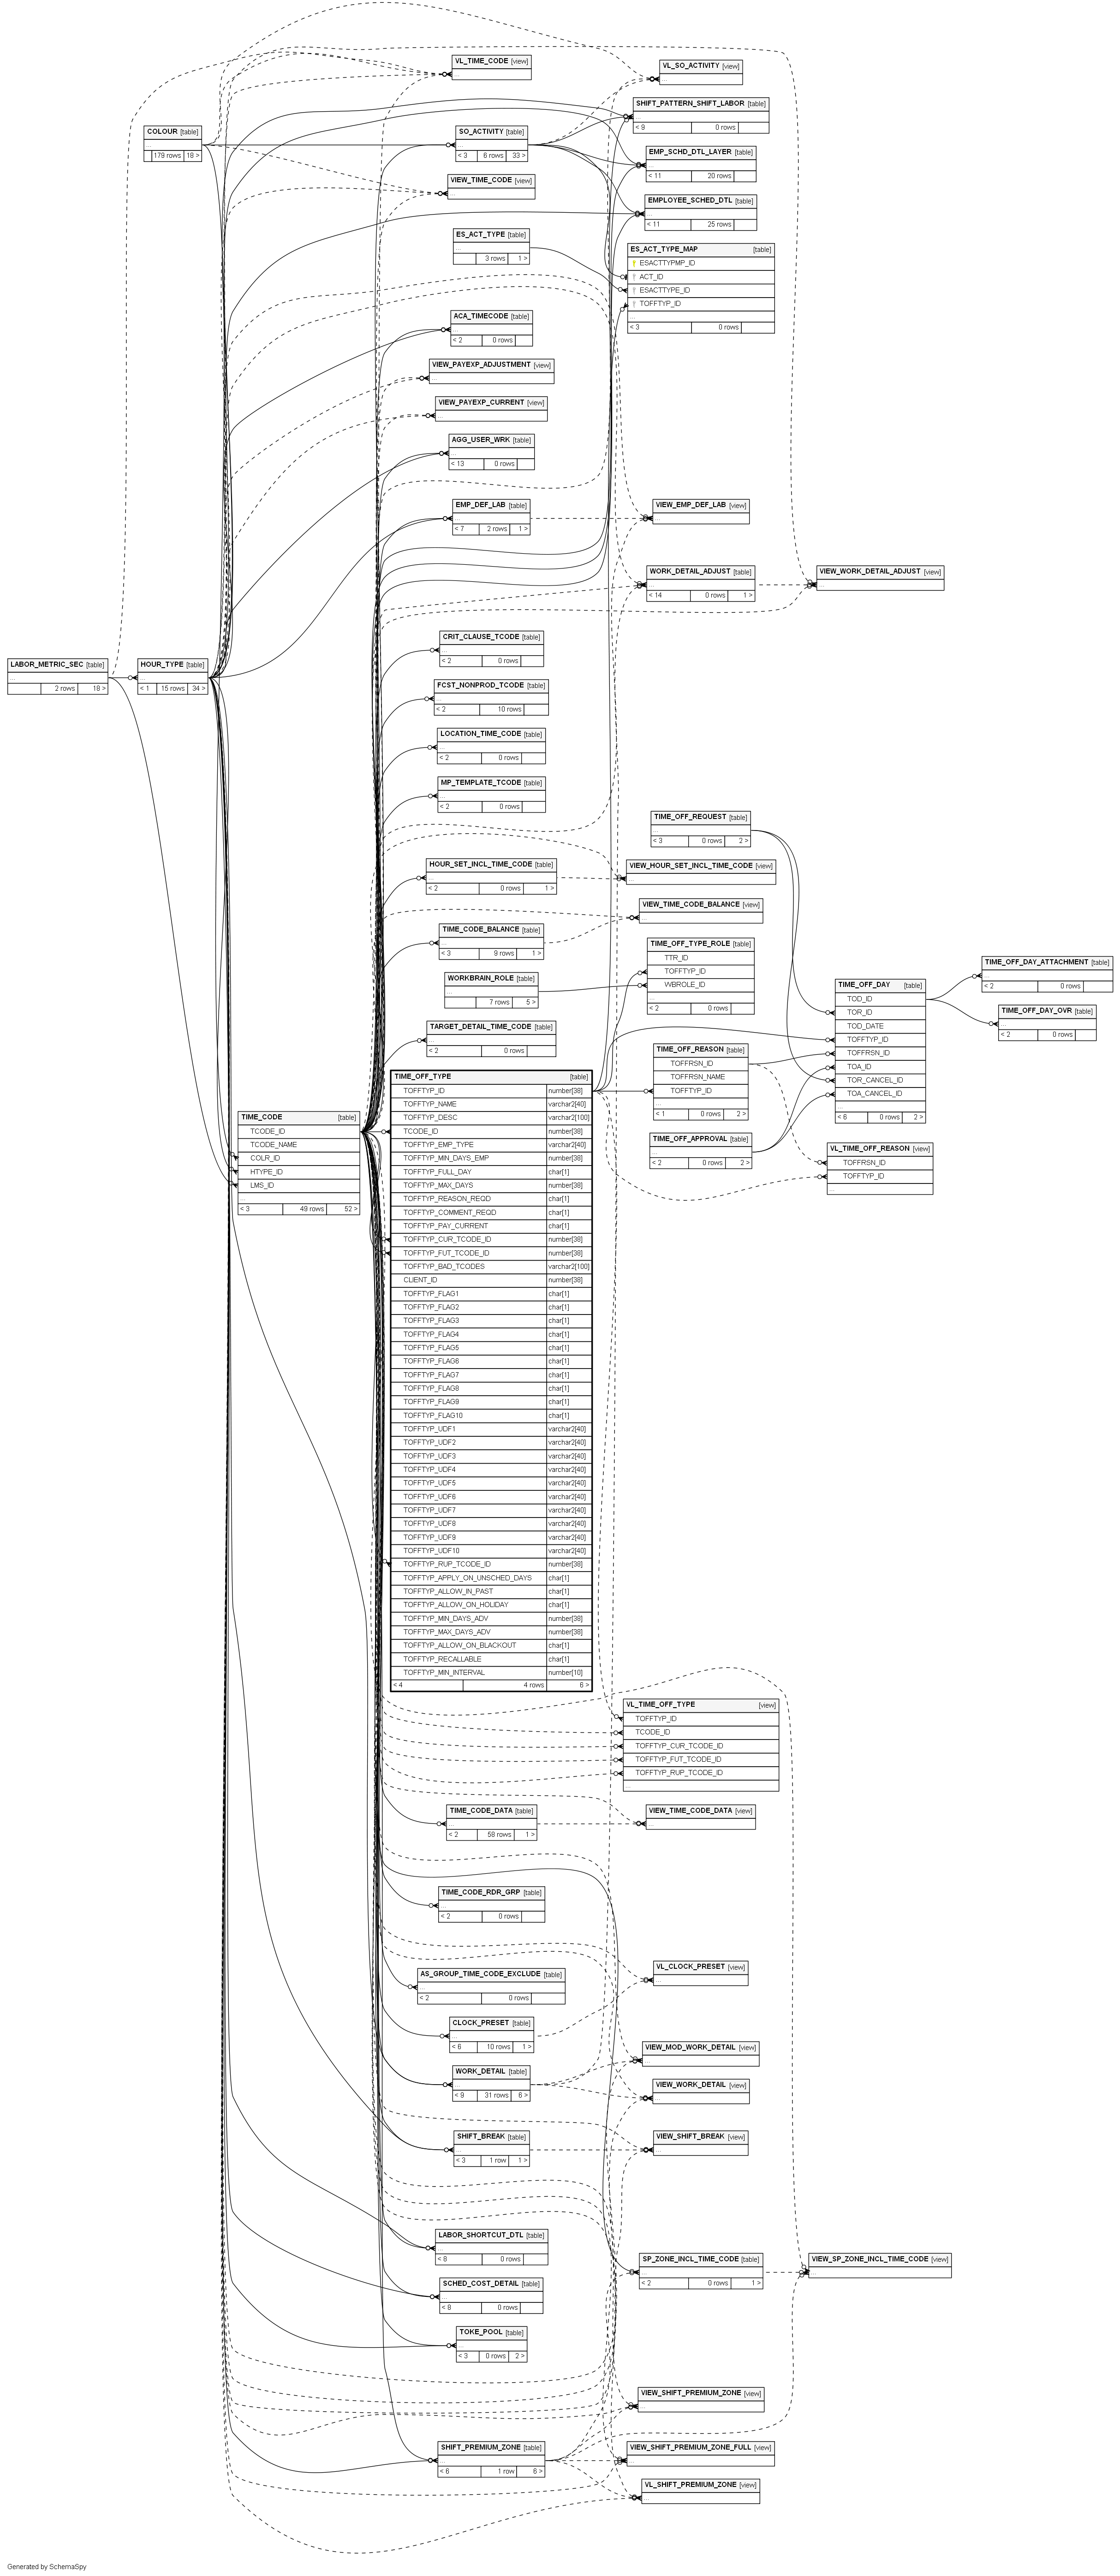 VL_TIME_CODE [view]
...
VL_SO_ACTIVITY [view]
...
SHIFT_PATTERN_SHIFT_LABOR [table]
...
< 9 0 rows
COLOUR [table]
...
179 rows 18 >
SO_ACTIVITY [table]
...
< 3 6 rows 33 >
EMP_SCHD_DTL_LAYER [table]
...
< 11 20 rows
VIEW_TIME_CODE [view]
...
EMPLOYEE_SCHED_DTL [table]
...
< 11 25 rows
ES_ACT_TYPE [table]
...
3 rows 1 >
ES_ACT_TYPE_MAP [table]
ESACTTYPMP_ID
ACT_ID
ESACTTYPE_ID
TOFFTYP_ID
...
< 3 0 rows
ACA_TIMECODE [table]
...
< 2 0 rows
VIEW_PAYEXP_ADJUSTMENT [view]
...
VIEW_PAYEXP_CURRENT [view]
...
AGG_USER_WRK [table]
...
< 13 0 rows
EMP_DEF_LAB [table]
...
< 7 2 rows 1 >
VIEW_EMP_DEF_LAB [view]
...
WORK_DETAIL_ADJUST [table]
...
< 14 0 rows 1 >
VIEW_WORK_DETAIL_ADJUST [view]
...
LABOR_METRIC_SEC [table]
...
2 rows 18 >
HOUR_TYPE [table]
...
< 1 15 rows 34 >
CRIT_CLAUSE_TCODE [table]
...
< 2 0 rows
FCST_NONPROD_TCODE [table]
...
< 2 10 rows
LOCATION_TIME_CODE [table]
...
< 2 0 rows
MP_TEMPLATE_TCODE [table]
...
< 2 0 rows
TIME_OFF_REQUEST [table]
...
< 3 0 rows 2 >
HOUR_SET_INCL_TIME_CODE [table]
...
< 2 0 rows 1 >
VIEW_HOUR_SET_INCL_TIME_CODE [view]
...
VIEW_TIME_CODE_BALANCE [view]
...
TIME_CODE_BALANCE [table]
...
< 3 9 rows 1 >
TIME_OFF_TYPE_ROLE [table]
TTR_ID
TOFFTYP_ID
WBROLE_ID
...
< 2 0 rows
WORKBRAIN_ROLE [table]
...
7 rows 5 >
TIME_OFF_DAY [table]
TOD_ID
TOR_ID
TOD_DATE
TOFFTYP_ID
TOFFRSN_ID
TOA_ID
TOR_CANCEL_ID
TOA_CANCEL_ID
...
< 6 0 rows 2 >
TIME_OFF_DAY_ATTACHMENT [table]
...
< 2 0 rows
TIME_OFF_DAY_OVR [table]
...
< 2 0 rows
TARGET_DETAIL_TIME_CODE [table]
...
< 2 0 rows
TIME_OFF_REASON [table]
TOFFRSN_ID
TOFFRSN_NAME
TOFFTYP_ID
...
< 1 0 rows 2 >
TIME_OFF_APPROVAL [table]
...
< 2 0 rows 2 >
VL_TIME_OFF_REASON [view]
TOFFRSN_ID
TOFFTYP_ID
...
TIME_CODE [table]
TCODE_ID
TCODE_NAME
COLR_ID
HTYPE_ID
LMS_ID
...
< 3 49 rows 52 >
TIME_OFF_TYPE [table]
TOFFTYP_ID number[38]
TOFFTYP_NAME varchar2[40]
TOFFTYP_DESC varchar2[100]
TCODE_ID number[38]
TOFFTYP_EMP_TYPE varchar2[40]
TOFFTYP_MIN_DAYS_EMP number[38]
TOFFTYP_FULL_DAY char[1]
TOFFTYP_MAX_DAYS number[38]
TOFFTYP_REASON_REQD char[1]
TOFFTYP_COMMENT_REQD char[1]
TOFFTYP_PAY_CURRENT char[1]
TOFFTYP_CUR_TCODE_ID number[38]
TOFFTYP_FUT_TCODE_ID number[38]
TOFFTYP_BAD_TCODES varchar2[100]
CLIENT_ID number[38]
TOFFTYP_FLAG1 char[1]
TOFFTYP_FLAG2 char[1]
TOFFTYP_FLAG3 char[1]
TOFFTYP_FLAG4 char[1]
TOFFTYP_FLAG5 char[1]
TOFFTYP_FLAG6 char[1]
TOFFTYP_FLAG7 char[1]
TOFFTYP_FLAG8 char[1]
TOFFTYP_FLAG9 char[1]
TOFFTYP_FLAG10 char[1]
TOFFTYP_UDF1 varchar2[40]
TOFFTYP_UDF2 varchar2[40]
TOFFTYP_UDF3 varchar2[40]
TOFFTYP_UDF4 varchar2[40]
TOFFTYP_UDF5 varchar2[40]
TOFFTYP_UDF6 varchar2[40]
TOFFTYP_UDF7 varchar2[40]
TOFFTYP_UDF8 varchar2[40]
TOFFTYP_UDF9 varchar2[40]
TOFFTYP_UDF10 varchar2[40]
TOFFTYP_RUP_TCODE_ID number[38]
TOFFTYP_APPLY_ON_UNSCHED_DAYS char[1]
TOFFTYP_ALLOW_IN_PAST char[1]
TOFFTYP_ALLOW_ON_HOLIDAY char[1]
TOFFTYP_MIN_DAYS_ADV number[38]
TOFFTYP_MAX_DAYS_ADV number[38]
TOFFTYP_ALLOW_ON_BLACKOUT char[1]
TOFFTYP_RECALLABLE char[1]
TOFFTYP_MIN_INTERVAL number[10]
< 4 4 rows 6 >
VL_TIME_OFF_TYPE [view]
TOFFTYP_ID
TCODE_ID
TOFFTYP_CUR_TCODE_ID
TOFFTYP_FUT_TCODE_ID
TOFFTYP_RUP_TCODE_ID
...
TIME_CODE_DATA [table]
...
< 2 58 rows 1 >
VIEW_TIME_CODE_DATA [view]
...
TIME_CODE_RDR_GRP [table]
...
< 2 0 rows
AS_GROUP_TIME_CODE_EXCLUDE [table]
...
< 2 0 rows
VL_CLOCK_PRESET [view]
...
CLOCK_PRESET [table]
...
< 6 10 rows 1 >
VIEW_MOD_WORK_DETAIL [view]
...
WORK_DETAIL [table]
...
< 9 31 rows 6 >
VIEW_WORK_DETAIL [view]
...
SHIFT_BREAK [table]
...
< 3 1 row 1 >
VIEW_SHIFT_BREAK [view]
...
LABOR_SHORTCUT_DTL [table]
...
< 8 0 rows
SP_ZONE_INCL_TIME_CODE [table]
...
< 2 0 rows 1 >
VIEW_SP_ZONE_INCL_TIME_CODE [view]
...
SCHED_COST_DETAIL [table]
...
< 8 0 rows
TOKE_POOL [table]
...
< 3 0 rows 2 >
VIEW_SHIFT_PREMIUM_ZONE [view]
...
SHIFT_PREMIUM_ZONE [table]
...
< 6 1 row 6 >
VIEW_SHIFT_PREMIUM_ZONE_FULL [view]
...
VL_SHIFT_PREMIUM_ZONE [view]
...
Generated by SchemaSpy